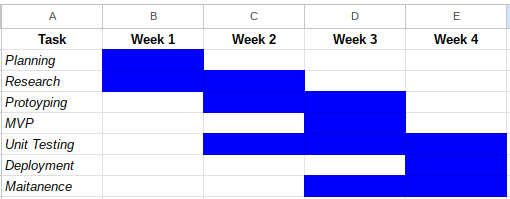 A B C D E
Task Week 1 Week 2 Week 3 Week 4
Planning
Research
Protoyping
MVP
Unit Testing
Deployment
Maitanence